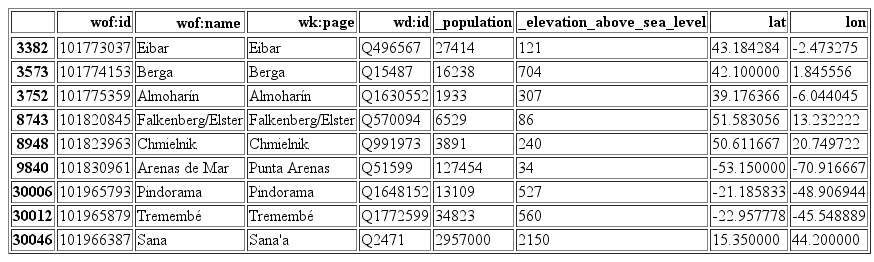 wof:id wof:name wk:page wd:id _population _elevation_above_sea_level lat lon
3382 101773037 Eibar Eibar Q496567 27414 121 43.184284 -2.473275
3573 101774153 Berga Berga Q15487 16238 704 42.100000 1.845556
3752 101775359 Almoharín Almoharín Q1630552 1933 307 39.176366 -6.044045
8743 101820845 Falkenberg/Elster Falkenberg/Elster Q570094 6529 86 51.583056 13.232222
8948 101823963 Chmielnik Chmielnik Q991973 3891 240 50.611667 20.749722
9840 101830961 Arenas de Mar Punta Arenas Q51599 127454 34 -53.150000 -70.916667
30006 101965793 Pindorama Pindorama Q1648152 13109 527 -21.185833 -48.906944
30012 101965879 Tremembé Tremembé Q1772599 34823 560 -22.957778 -45.548889
30046 101966387 Sana Sana'a Q2471 2957000 2150 15.350000 44.200000